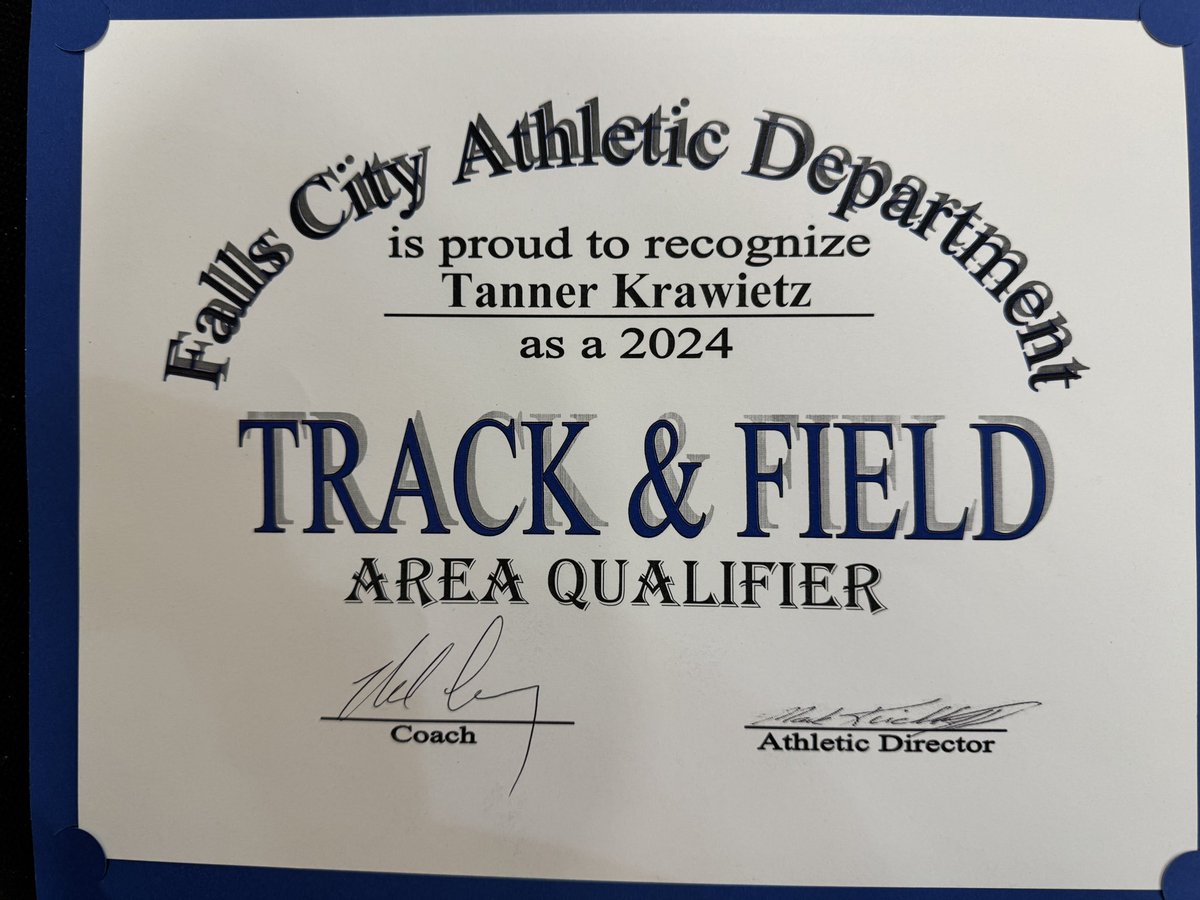 Falls City Athletic Department
is proud to recognize
Tanner Krawietz
as a 2024
TRACK & FIELD
AREA QUALIFIER
Coach
Athletic Director